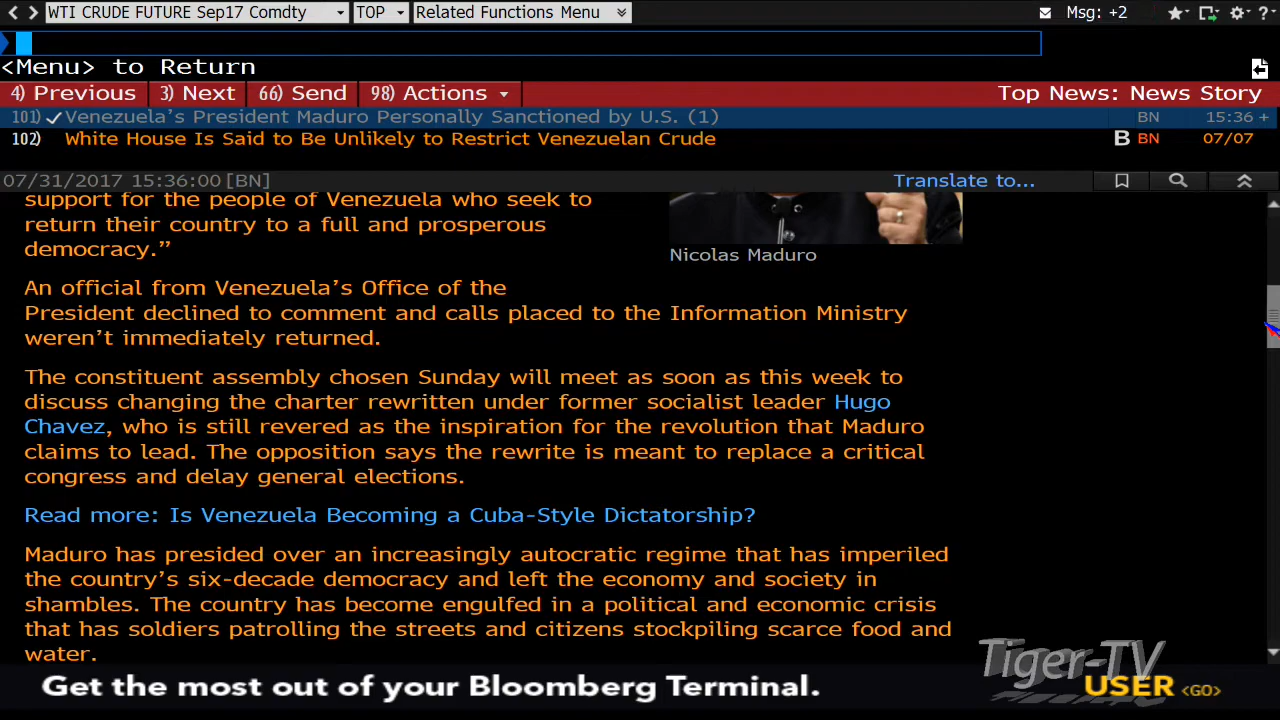 WTI CRUDE FUTURE Sep17 Comdty TOP Related Functions Menu Msg: +2 ?
<Menu> to Return
4) Previous 3) Next 66) Send 98) Actions Top News: News Story
101) Venezuela's President Maduro Personally Sanctioned by U.S. (1) BN 15:36 +
102) White House Is Said to Be Unlikely to Restrict Venezuelan Crude B BN 07/07
07/31/2017 15:36:00 [BN] Translate to...
support for the people of Venezuela who seek to
return their country to a full and prosperous
democracy.”
Nicolas Maduro
An official from Venezuela’s Office of the
President declined to comment and calls placed to the Information Ministry
weren’t immediately returned.
The constituent assembly chosen Sunday will meet as soon as this week to
discuss changing the charter rewritten under former socialist leader Hugo
Chavez, who is still revered as the inspiration for the revolution that Maduro
claims to lead. The opposition says the rewrite is meant to replace a critical
congress and delay general elections.
Read more: Is Venezuela Becoming a Cuba-Style Dictatorship?
Maduro has presided over an increasingly autocratic regime that has imperiled
the country’s six-decade democracy and left the economy and society in
shambles. The country has become engulfed in a political and economic crisis
that has soldiers patrolling the streets and citizens stockpiling scarce food and
water.
Tiger-TV
Get the most out of your Bloomberg Terminal. USER <GO>